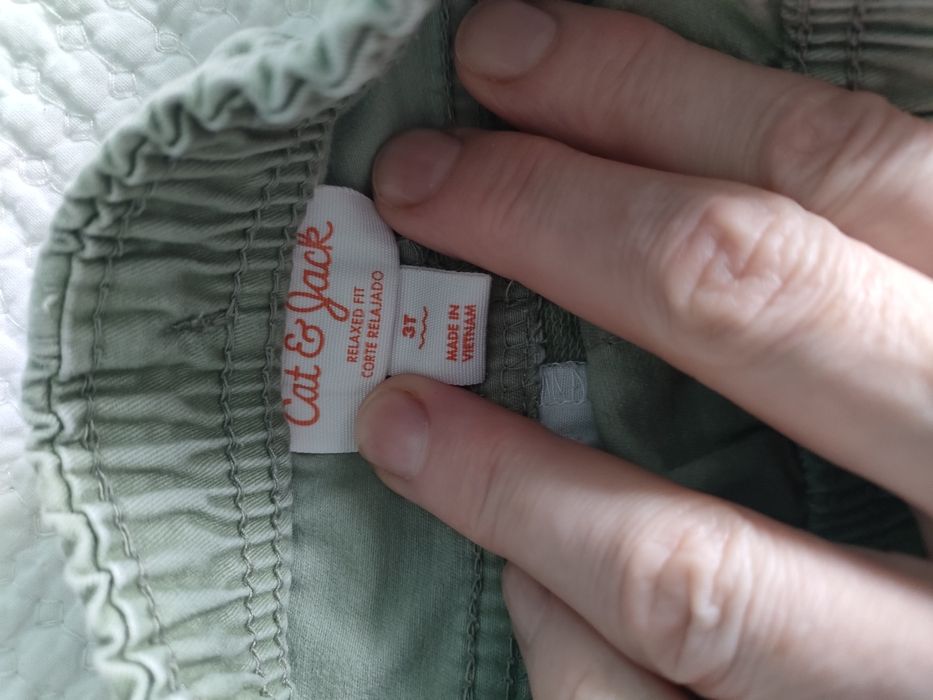 Cat & Jack
RELAXED FIT
CORTE RELAJADO
3T
MADE IN
VIETNAM